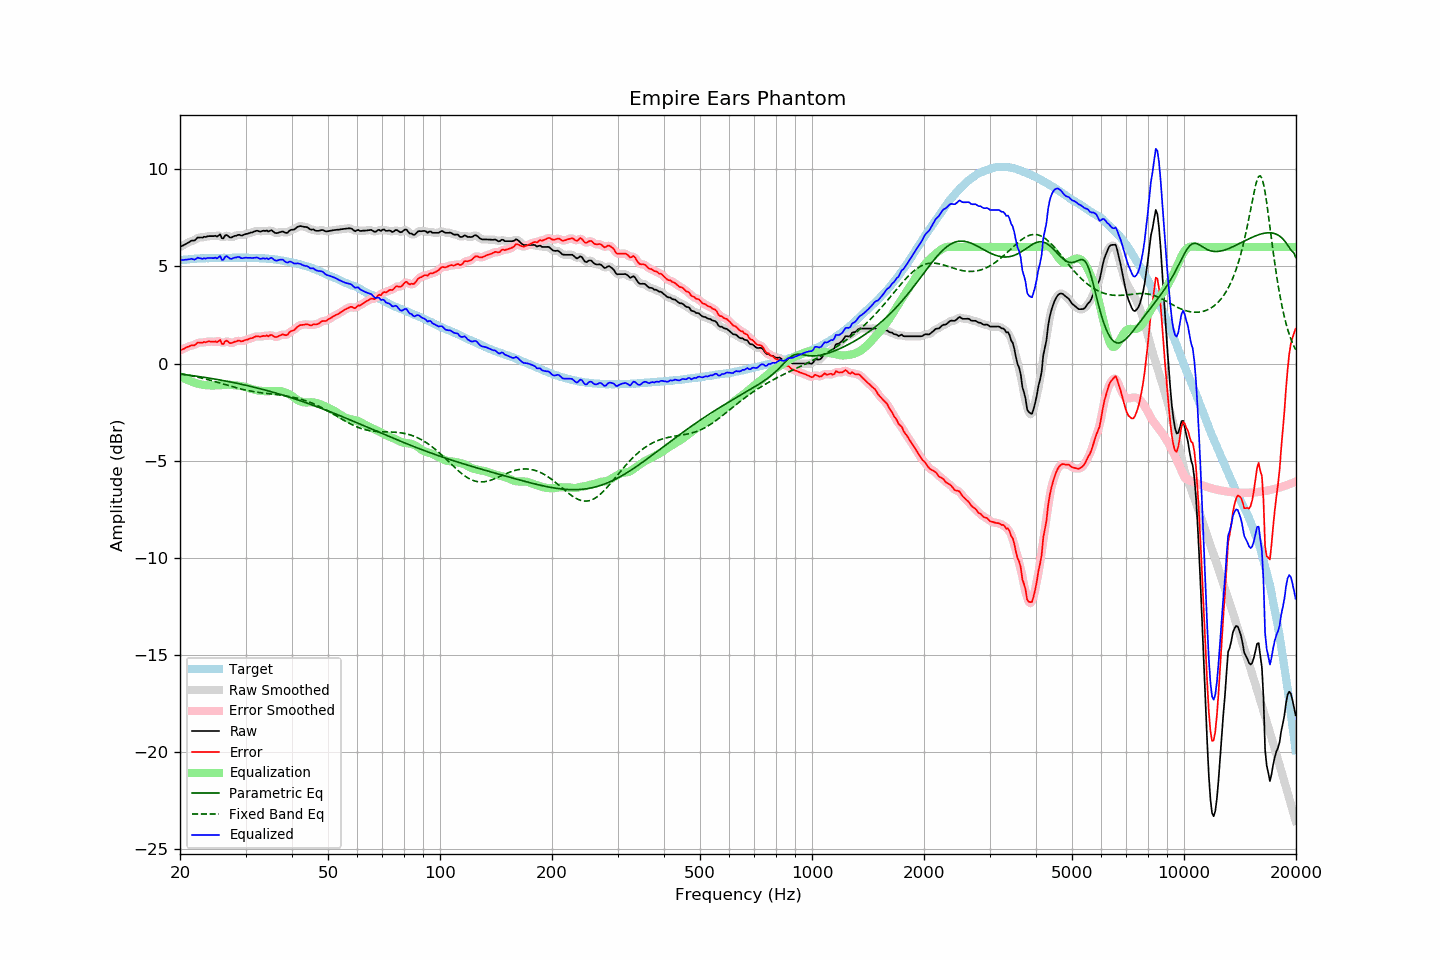 Empire Ears Phantom
Amplitude (dBr)
10
5
0
−5
−10
−15
−20
−25
Target
Raw Smoothed
Error Smoothed
Raw
Error
Equalization
Parametric Eq
Fixed Band Eq
Equalized
20 50 100 200 500 1000 2000 5000 10000 20000
Frequency (Hz)